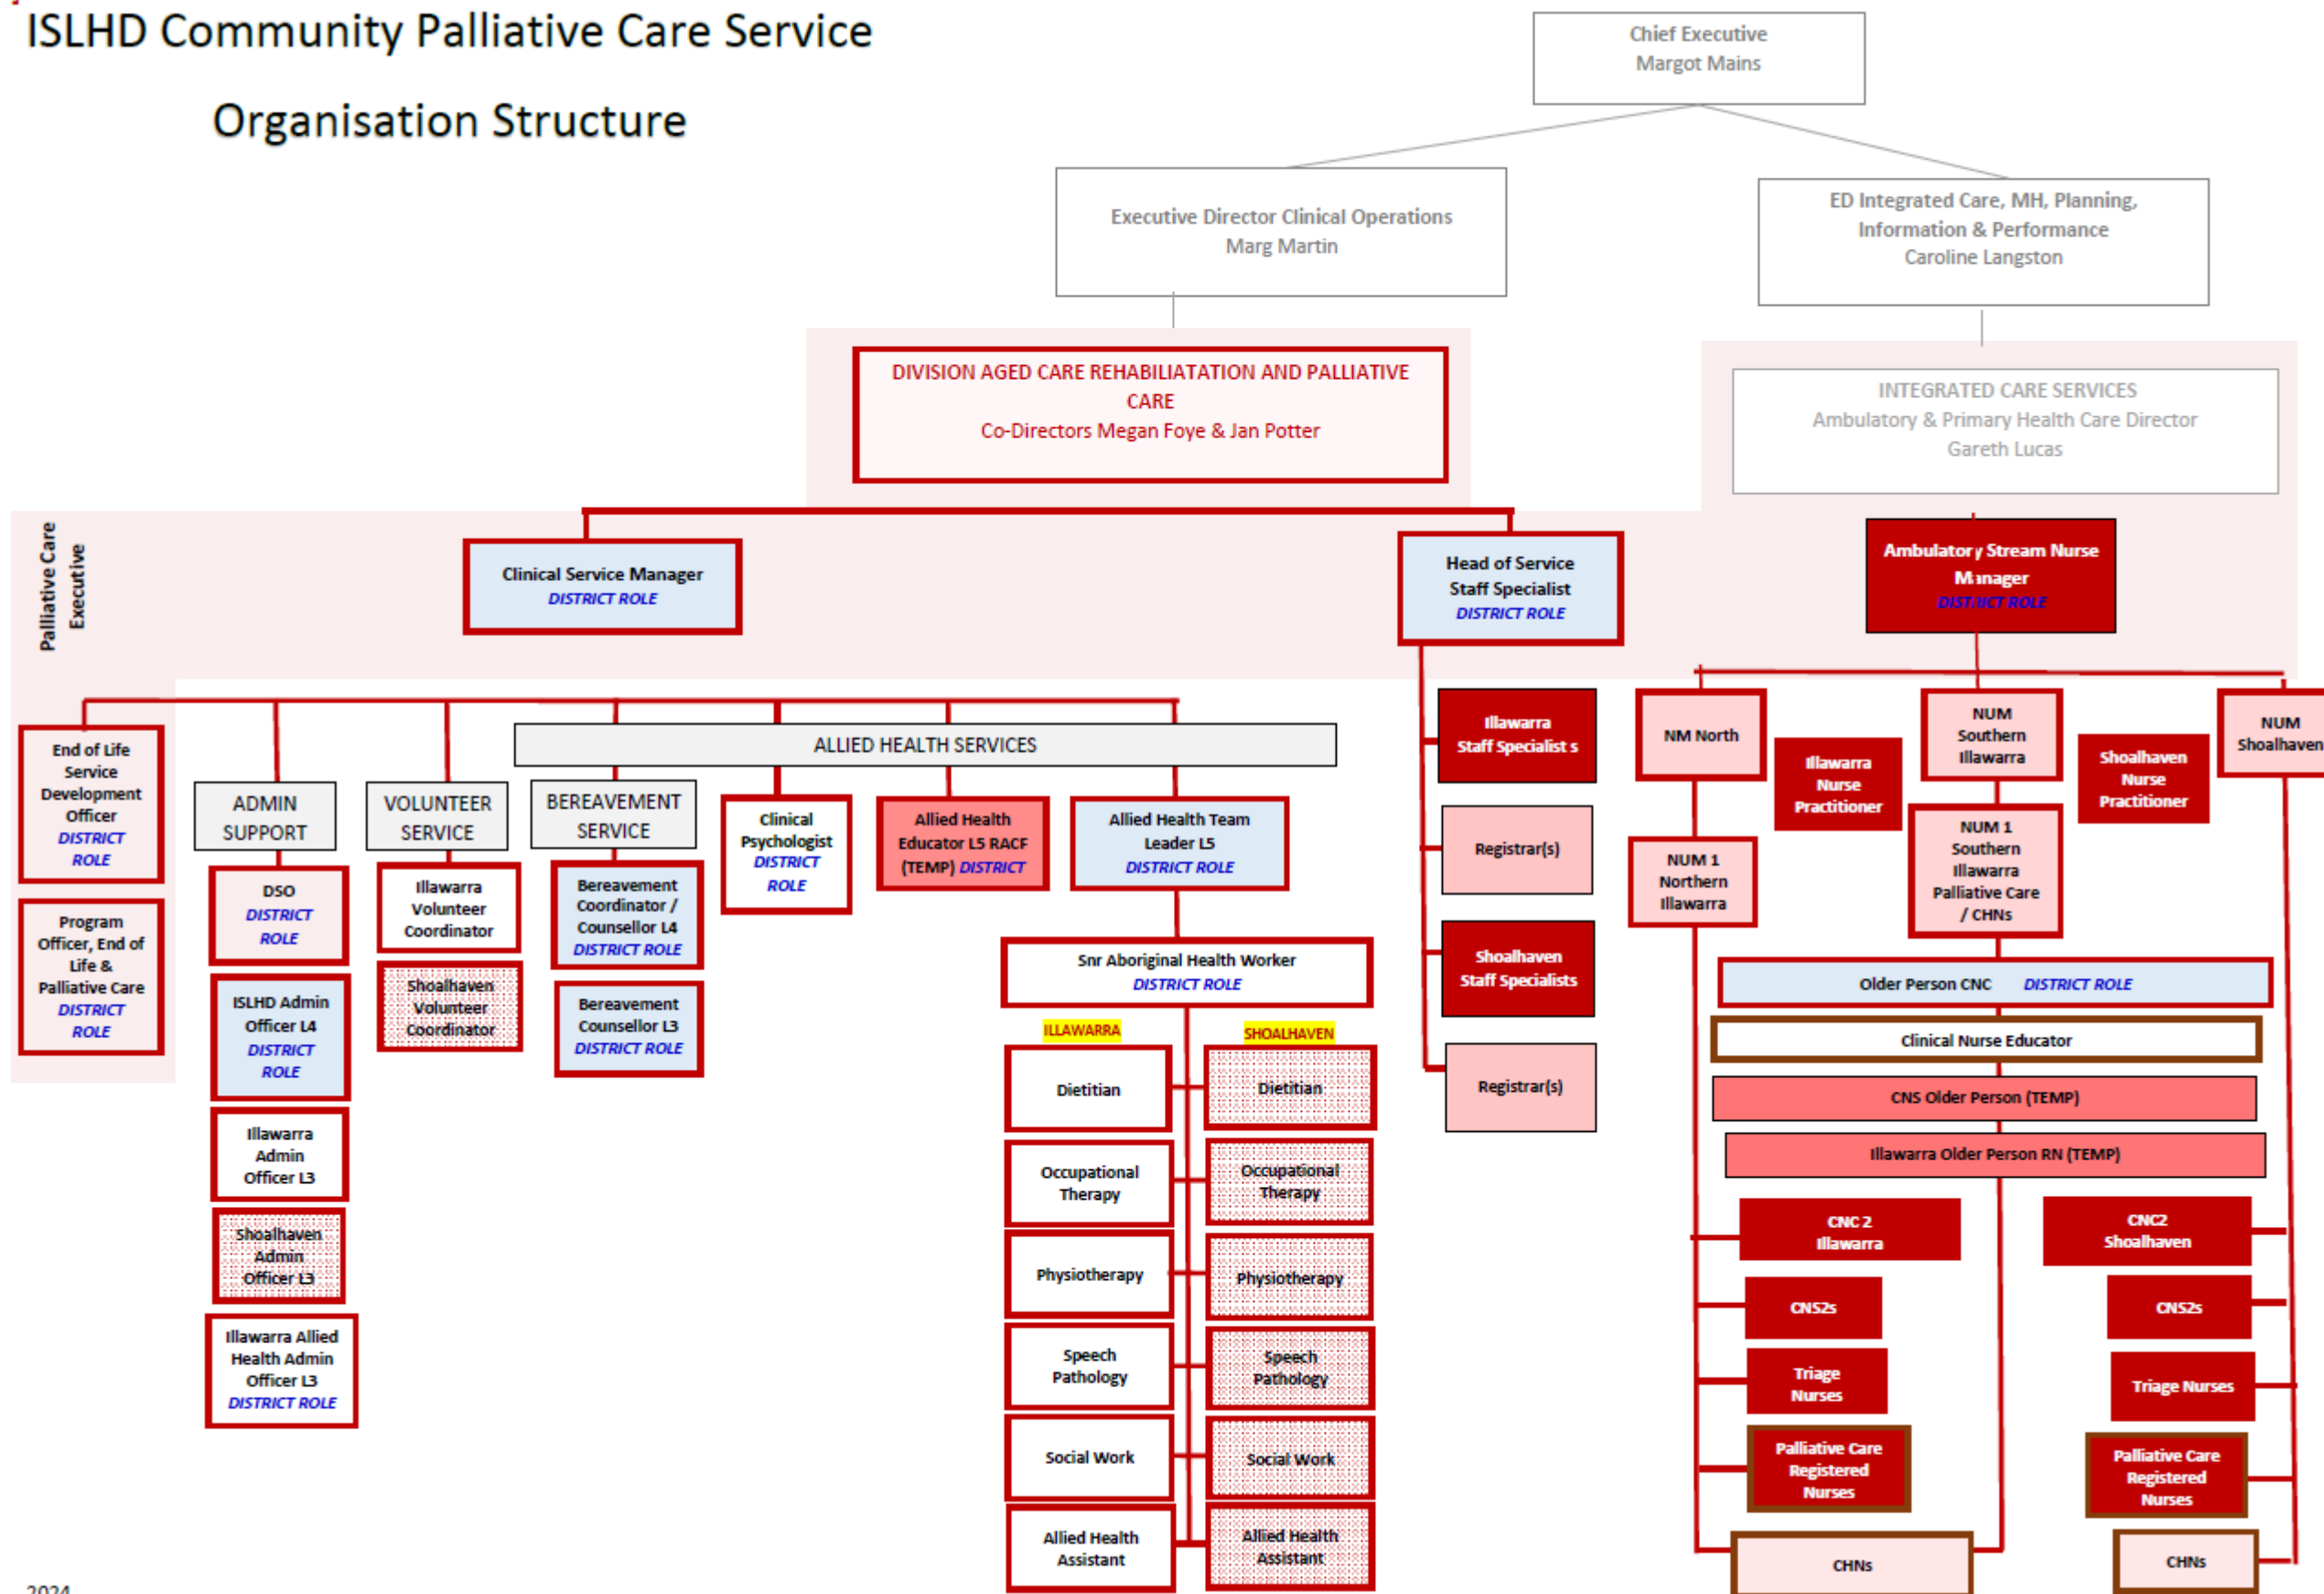 ISLHD Community Palliative Care Service
Organisation Structure
Chief Executive
Margot Mains
Executive Director Clinical Operations
Marg Martin
ED Integrated Care, MH, Planning,
Information & Performance
Caroline Langston
DIVISION AGED CARE REHABILIATATION AND PALLIATIVE
CARE
Co-Directors Megan Foye & Jan Potter
INTEGRATED CARE SERVICES
Ambulatory & Primary Health Care Director
Gareth Lucas
Palliative Care
Executive
Clinical Service Manager
DISTRICT ROLE
Head of Service
Staff Specialist
DISTRICT ROLE
Ambulatory Stream Nurse
Manager
DISTRICT ROLE
End of Life
Service
Development
Officer
DISTRICT
ROLE
Program
Officer, End of
Life &
Palliative Care
DISTRICT
ROLE
ADMIN
SUPPORT
DSO
DISTRICT
ROLE
ISLHD Admin
Officer L4
DISTRICT
ROLE
Illawarra
Admin
Officer L3
Shoalhaven
Admin
Officer L3
Illawarra Allied
Health Admin
Officer L3
DISTRICT ROLE
VOLUNTEER
SERVICE
Illawarra
Volunteer
Coordinator
Shoalhaven
Volunteer
Coordinator
ALLIED HEALTH SERVICES
BEREAVEMENT
SERVICE
Bereavement
Coordinator /
Counsellor L4
DISTRICT ROLE
Bereavement
Counsellor L3
DISTRICT ROLE
Clinical
Psychologist
DISTRICT
ROLE
Allied Health
Educator L5 RACF
(TEMP) DISTRICT
Allied Health Team
Leader L5
DISTRICT ROLE
Snr Aboriginal Health Worker
DISTRICT ROLE
ILLAWARRA
Dietitian
Occupational
Therapy
Physiotherapy
Speech
Pathology
Social Work
Allied Health
Assistant
SHOALHAVEN
Dietitian
Occupational
Therapy
Physiotherapy
Speech
Pathology
Social Work
Allied Health
Assistant
Illawarra
Staff Specialist s
Registrar(s)
Shoalhaven
Staff Specialists
Registrar(s)
NM North
NUM 1
Northern
Illawarra
Illawarra
Nurse
Practitioner
NUM
Southern
Illawarra
NUM 1
Southern
Illawarra
Palliative Care
/ CHNs
Shoalhaven
Nurse
Practitioner
NUM
Shoalhaven
Older Person CNC DISTRICT ROLE
Clinical Nurse Educator
CNS Older Person (TEMP)
Illawarra Older Person RN (TEMP)
CNC 2
Illawarra
CNS2s
Triage
Nurses
Palliative Care
Registered
Nurses
CHNs
CNC2
Shoalhaven
CNS2s
Triage Nurses
Palliative Care
Registered
Nurses
CHNs
2024